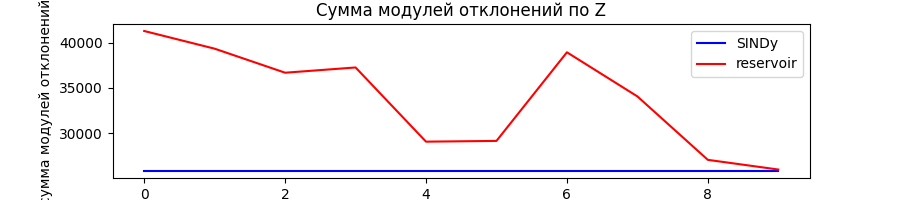 Сумма модулей отклонений по Z
сумма модулей отклонений
40000
35000
30000
SINDy
reservoir
0
2
4
6
8